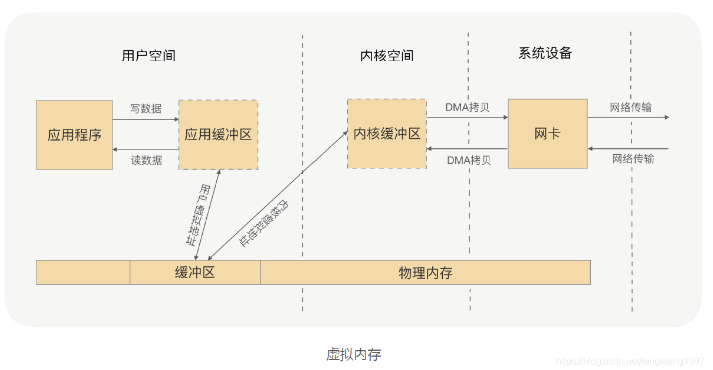 用户空间
内核空间
系统设备
应用程序
写数据
读数据
应用缓冲区
内核缓冲区
DMA拷贝
DMA拷贝
网卡
网络传输
网络传输
用户虚拟地址
内核虚拟地址
缓冲区
物理内存
虚拟内存
https://blog.csdn.net/fangmeng1997